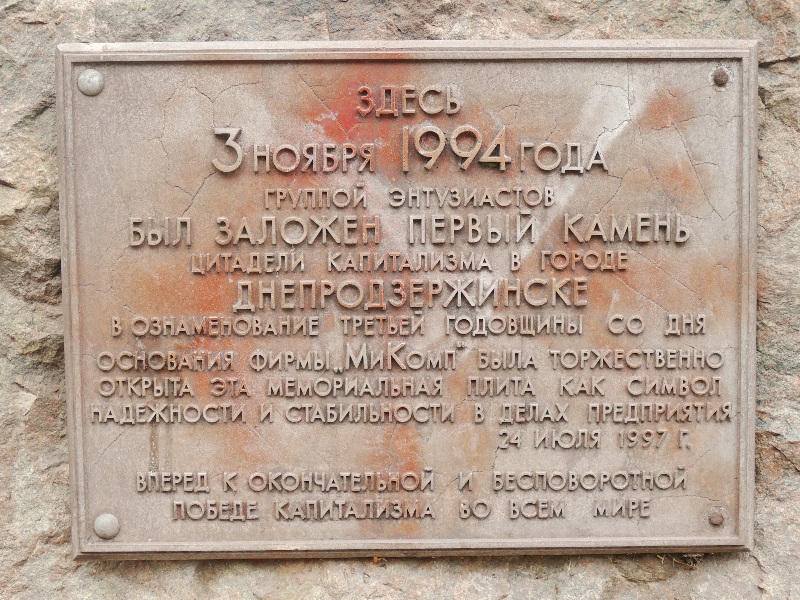 ЗДЕСЬ
3 НОЯБРЯ 1994 ГОДА
ГРУППОЙ ЭНТУЗИАСТОВ
БЫЛ ЗАЛОЖЕН ПЕРВЫЙ КАМЕНЬ
ЦИТАДЕЛИ КАПИТАЛИЗМА В ГОРОДЕ
ДНЕПРОДЗЕРЖИНСКЕ
В ОЗНАМЕНОВАНИЕ ТРЕТЬЕЙ ГОДОВЩИНЫ СО ДНЯ
ОСНОВАНИЯ ФИРМЫ „МиКомп" БЫЛА ТОРЖЕСТВЕННО
ОТКРЫТА ЭТА МЕМОРИАЛЬНАЯ ПЛИТА КАК СИМВОЛ
НАДЕЖНОСТИ И СТАБИЛЬНОСТИ В ДЕЛАХ ПРЕДПРИЯТИЯ
24 ИЮЛЯ 1997 Г.
ВПЕРЕД К ОКОНЧАТЕЛЬНОЙ И БЕСПОВОРОТНОЙ
ПОБЕДЕ КАПИТАЛИЗМА ВО ВСЕМ МИРЕ